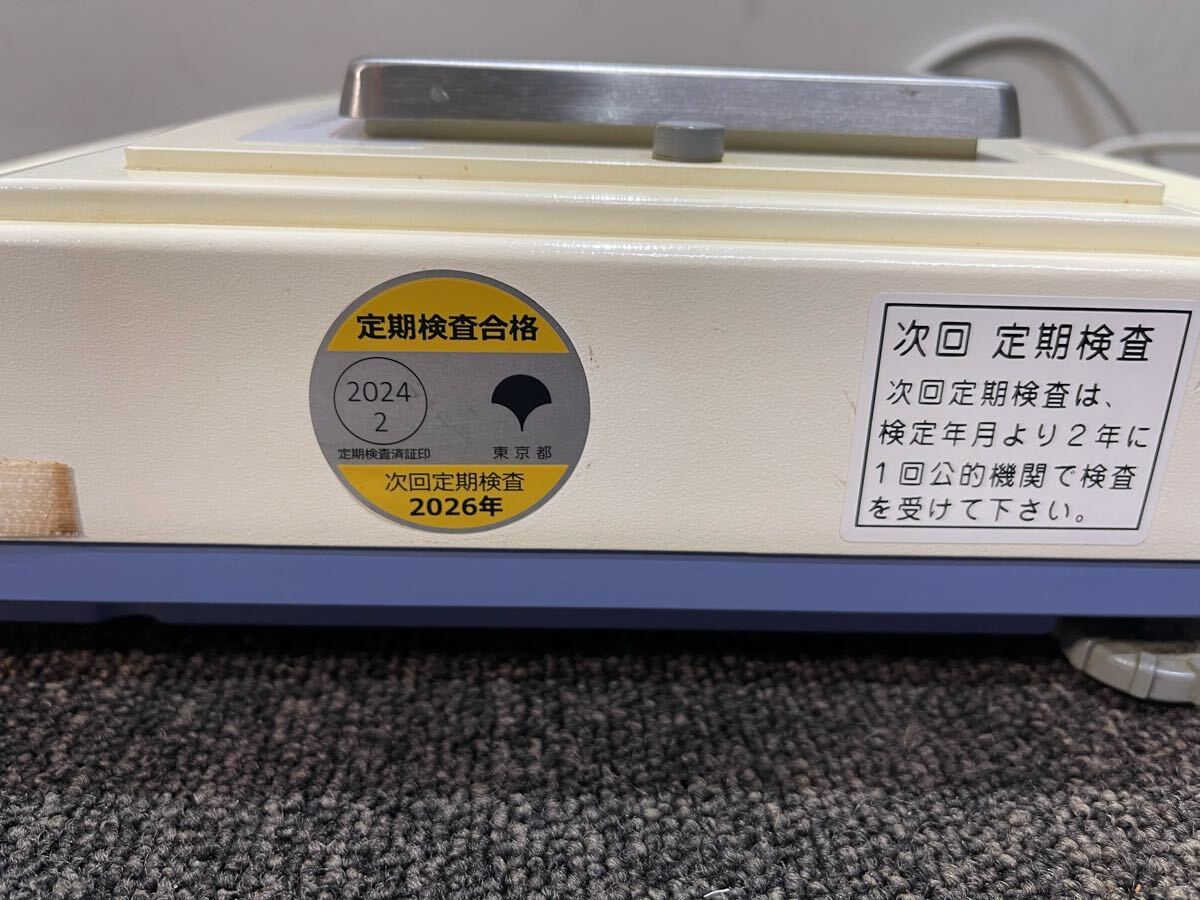 定期検査合格
2024
2
定期検査済証印
東京都
次回定期検査
2026年
次回 定期検査
次回定期検査は、
検定年月より2年に
1回公的機関で検査
を受けて下さい。